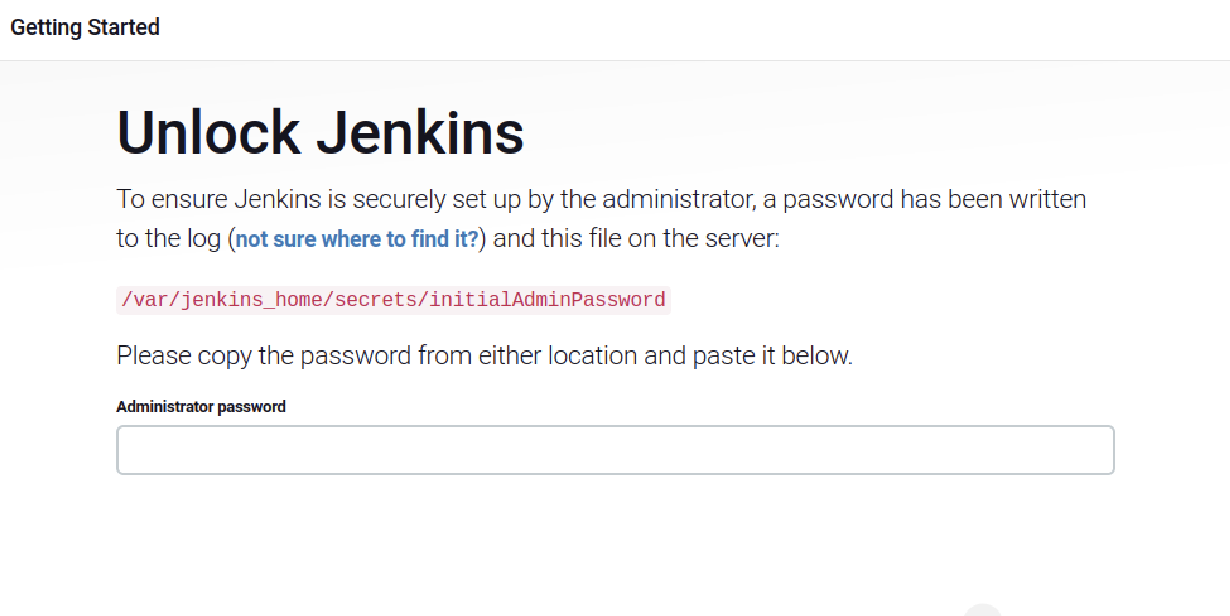 Getting Started
Unlock Jenkins
To ensure Jenkins is securely set up by the administrator, a password has been written
to the log (not sure where to find it?) and this file on the server:
/var/jenkins_home/secrets/initialAdminPassword
Please copy the password from either location and paste it below.
Administrator password